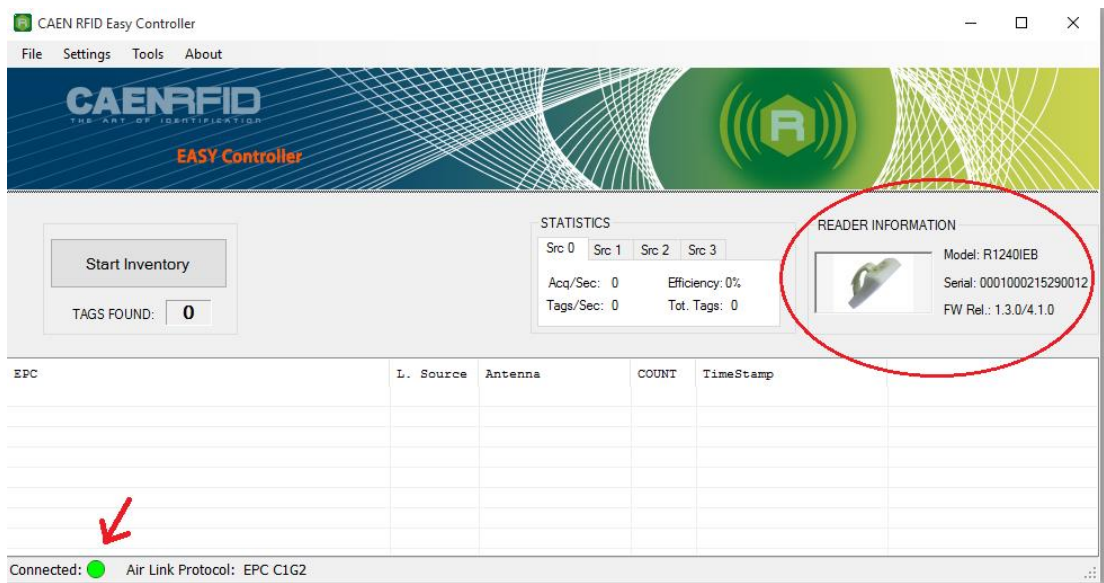 CAEN RFID Easy Controller
File Settings Tools About
CAENRFID
THE ART OF IDENTIFICATION
EASY Controller
R
Start Inventory
TAGS FOUND: 0
STATISTICS
Src 0 Src 1 Src 2 Src 3
Acq/Sec: 0 Efficiency: 0%
Tags/Sec: 0 Tot. Tags: 0
READER INFORMATION
Model: R1240IEB
Serial: 0001000215290012
FW Rel.: 1.3.0/4.1.0
EPC L. Source Antenna COUNT TimeStamp
Connected: Air Link Protocol: EPC C1G2